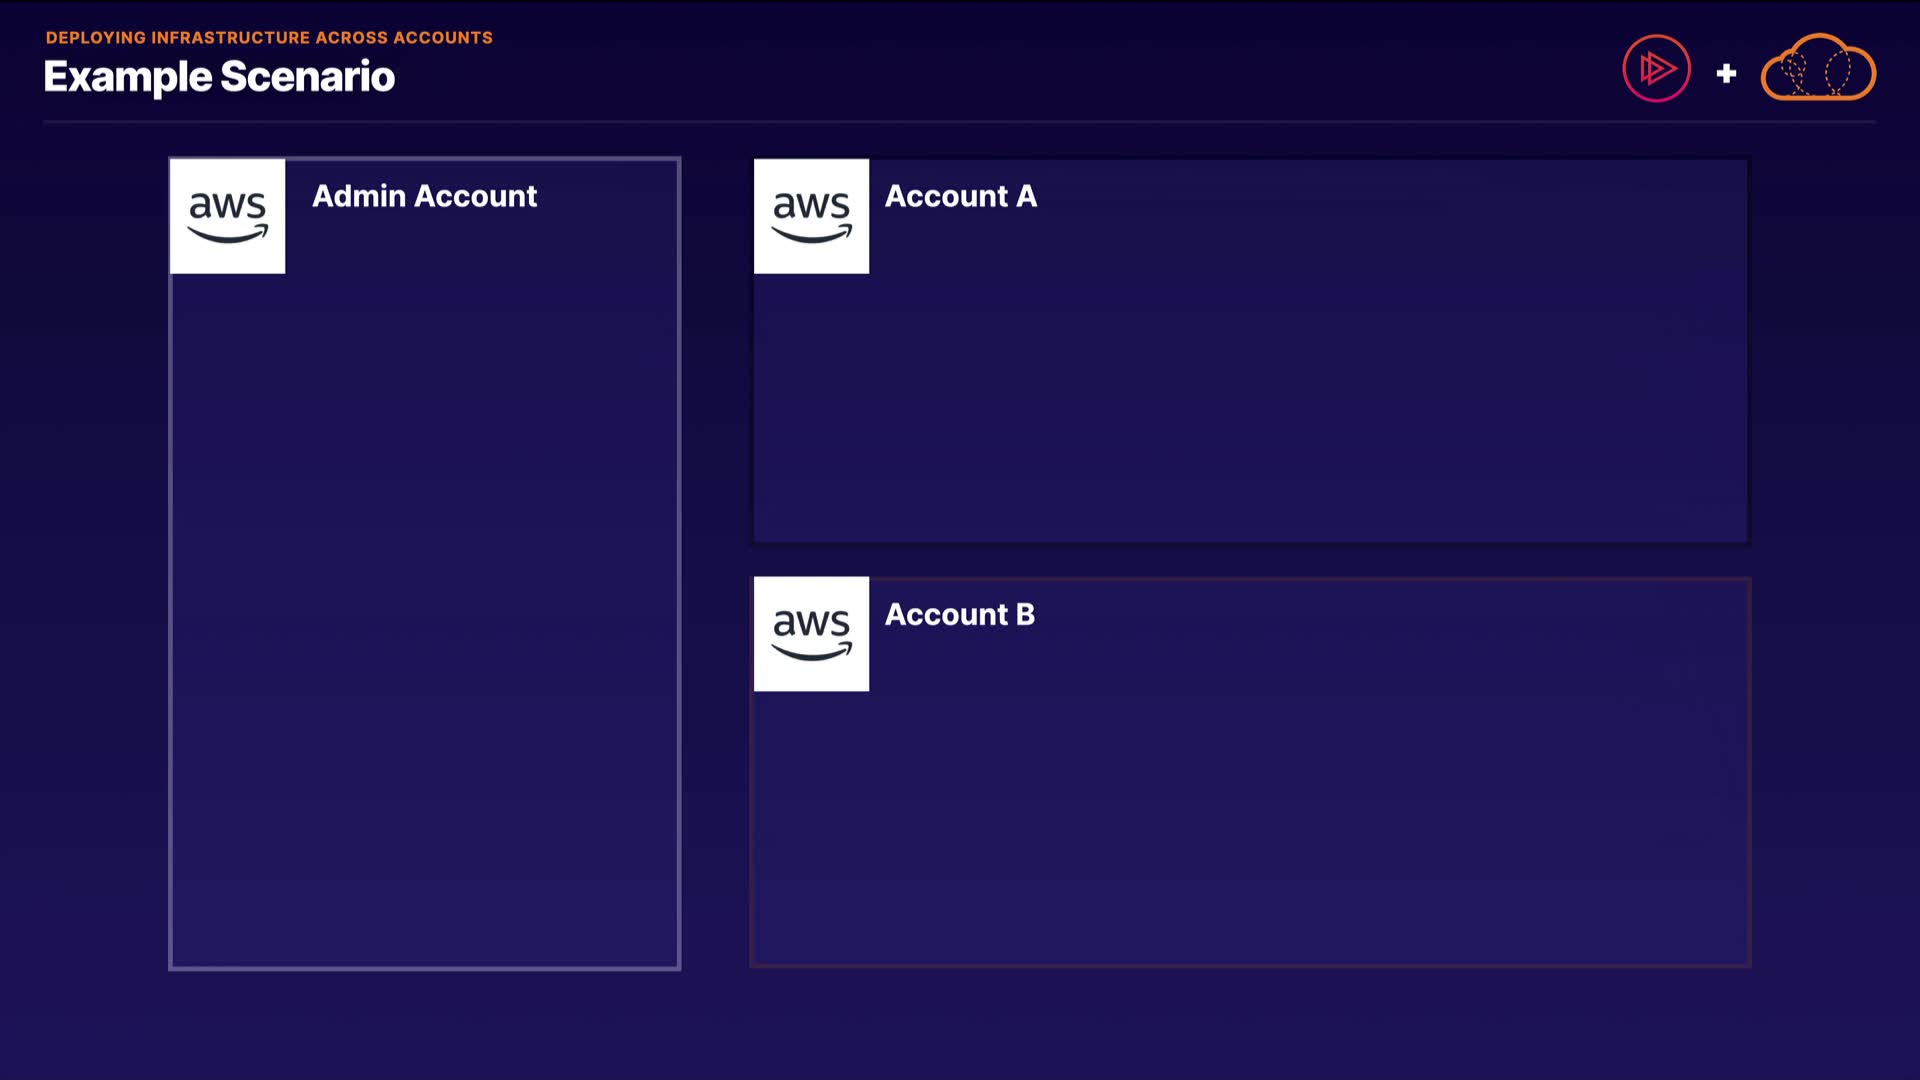 DEPLOYING INFRASTRUCTURE ACROSS ACCOUNTS
Example Scenario
aws
Admin Account
aws
Account A
aws
Account B